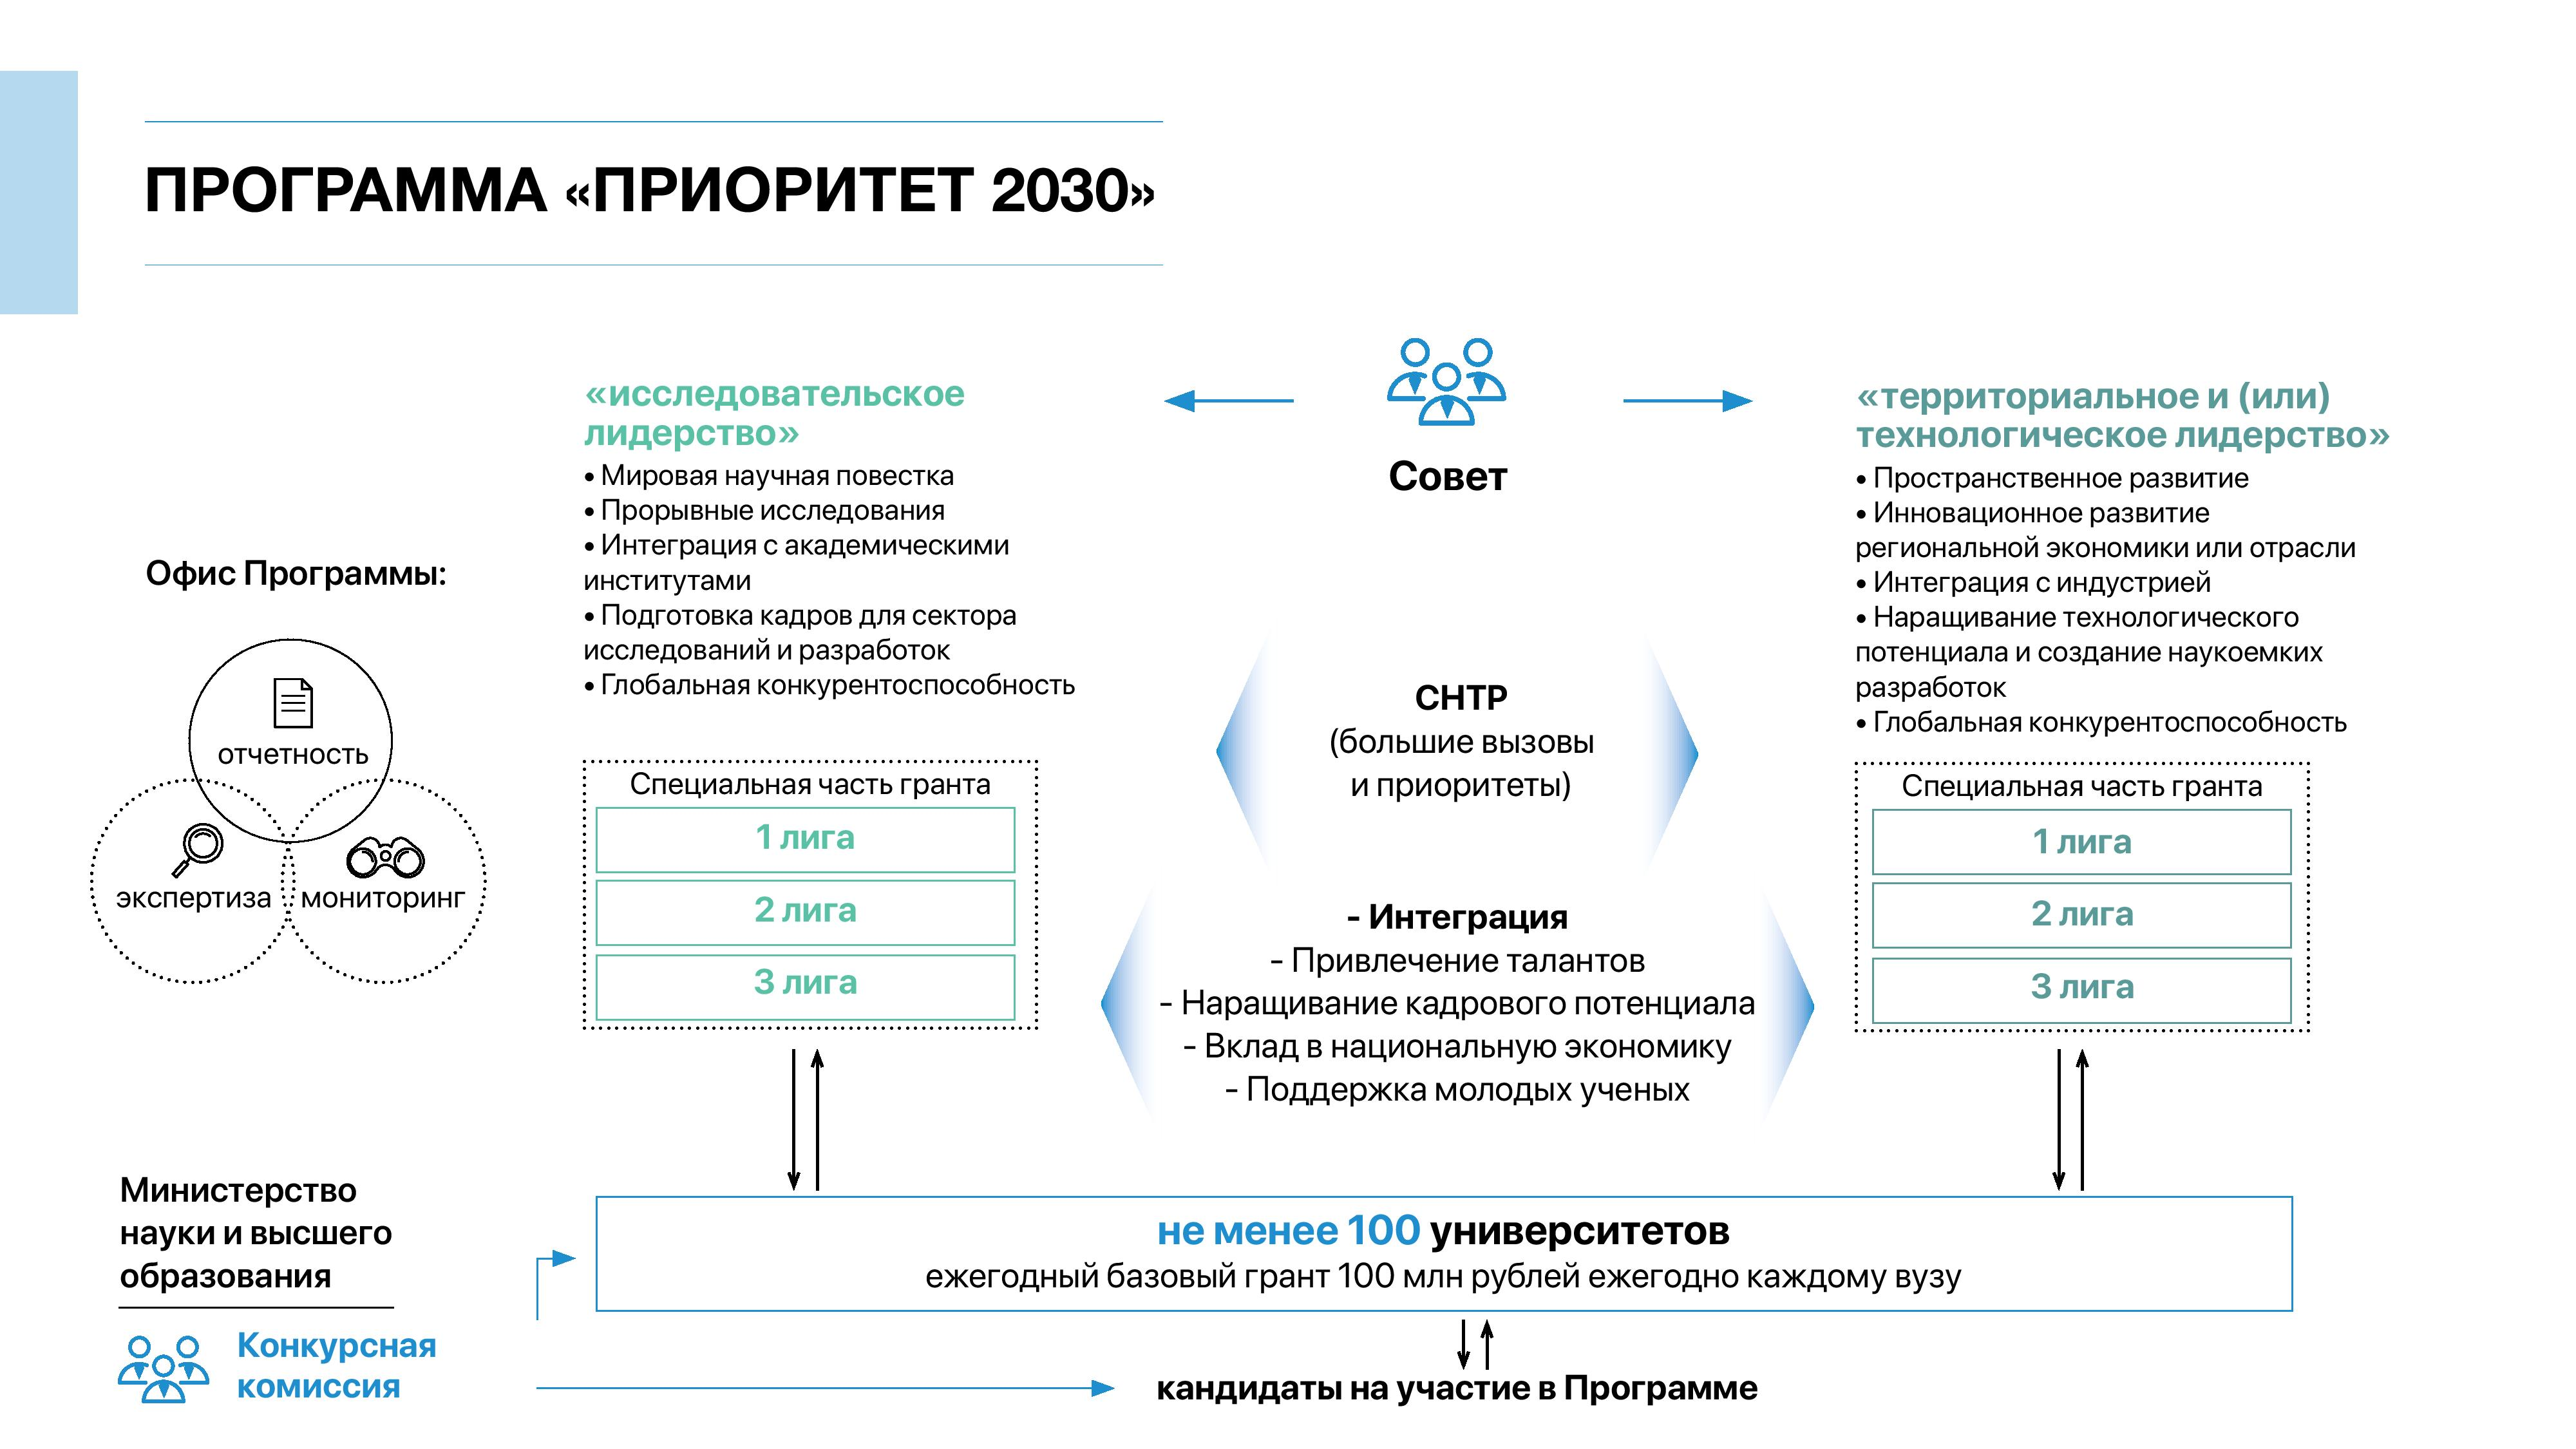 ПРОГРАММА «ПРИОРИТЕТ 2030»
«исследовательское
лидерство»
• Мировая научная повестка
• Прорывные исследования
• Интеграция с академическими
институтами
• Подготовка кадров для сектора
исследований и разработок
• Глобальная конкурентоспособность
Совет
«территориальное и (или)
технологическое лидерство»
• Пространственное развитие
• Инновационное развитие
региональной экономики или отрасли
• Интеграция с индустрией
• Наращивание технологического
потенциала и создание наукоемких
разработок
• Глобальная конкурентоспособность
Офис Программы:
отчетность
экспертиза
мониторинг
Специальная часть гранта
1 лига
2 лига
3 лига
СНТР
(большие вызовы
и приоритеты)
- Интеграция
- Привлечение талантов
- Наращивание кадрового потенциала
- Вклад в национальную экономику
- Поддержка молодых ученых
Специальная часть гранта
1 лига
2 лига
3 лига
Министерство
науки и высшего
образования
Конкурсная
комиссия
не менее 100 университетов
ежегодный базовый грант 100 млн рублей ежегодно каждому вузу
кандидаты на участие в Программе